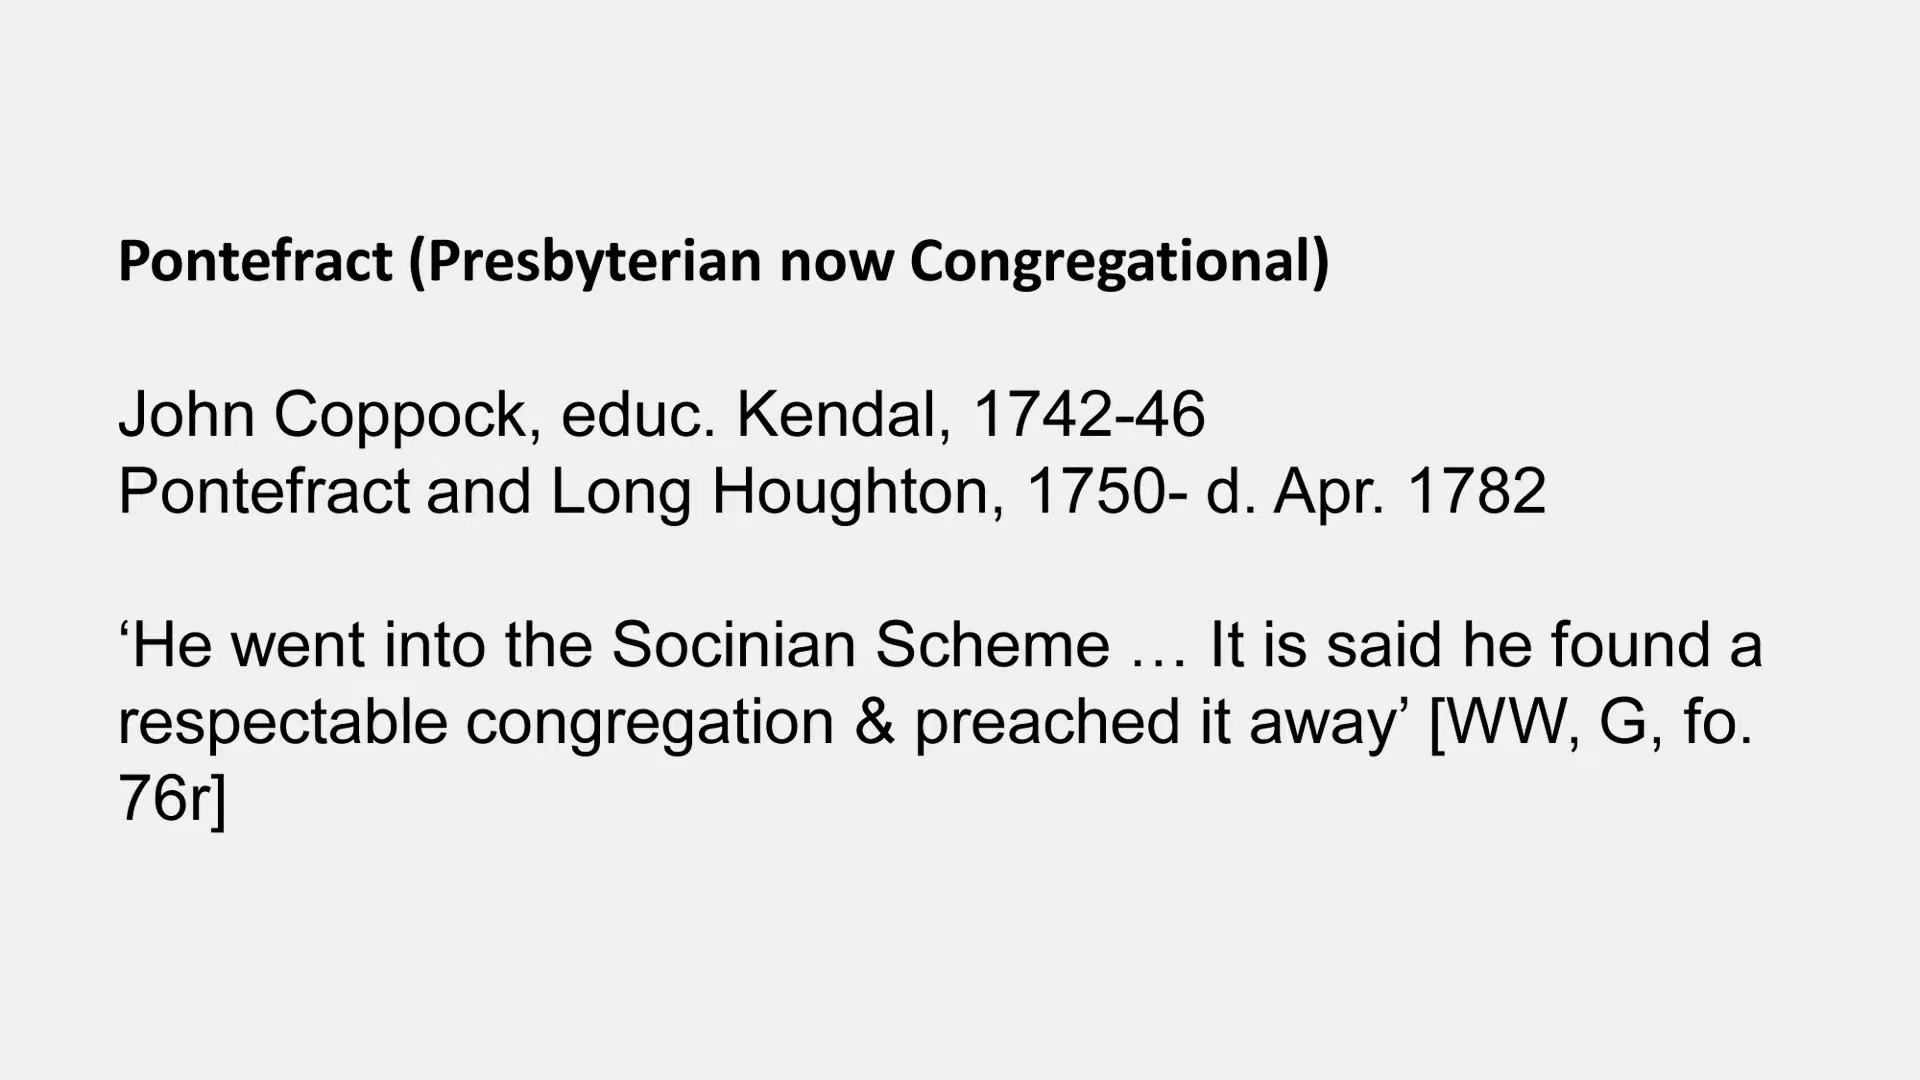 Pontefract (Presbyterian now Congregational)
John Coppock, educ. Kendal, 1742-46
Pontefract and Long Houghton, 1750- d. Apr. 1782
‘He went into the Socinian Scheme … It is said he found a
respectable congregation & preached it away’ [WW, G, fo.
76r]